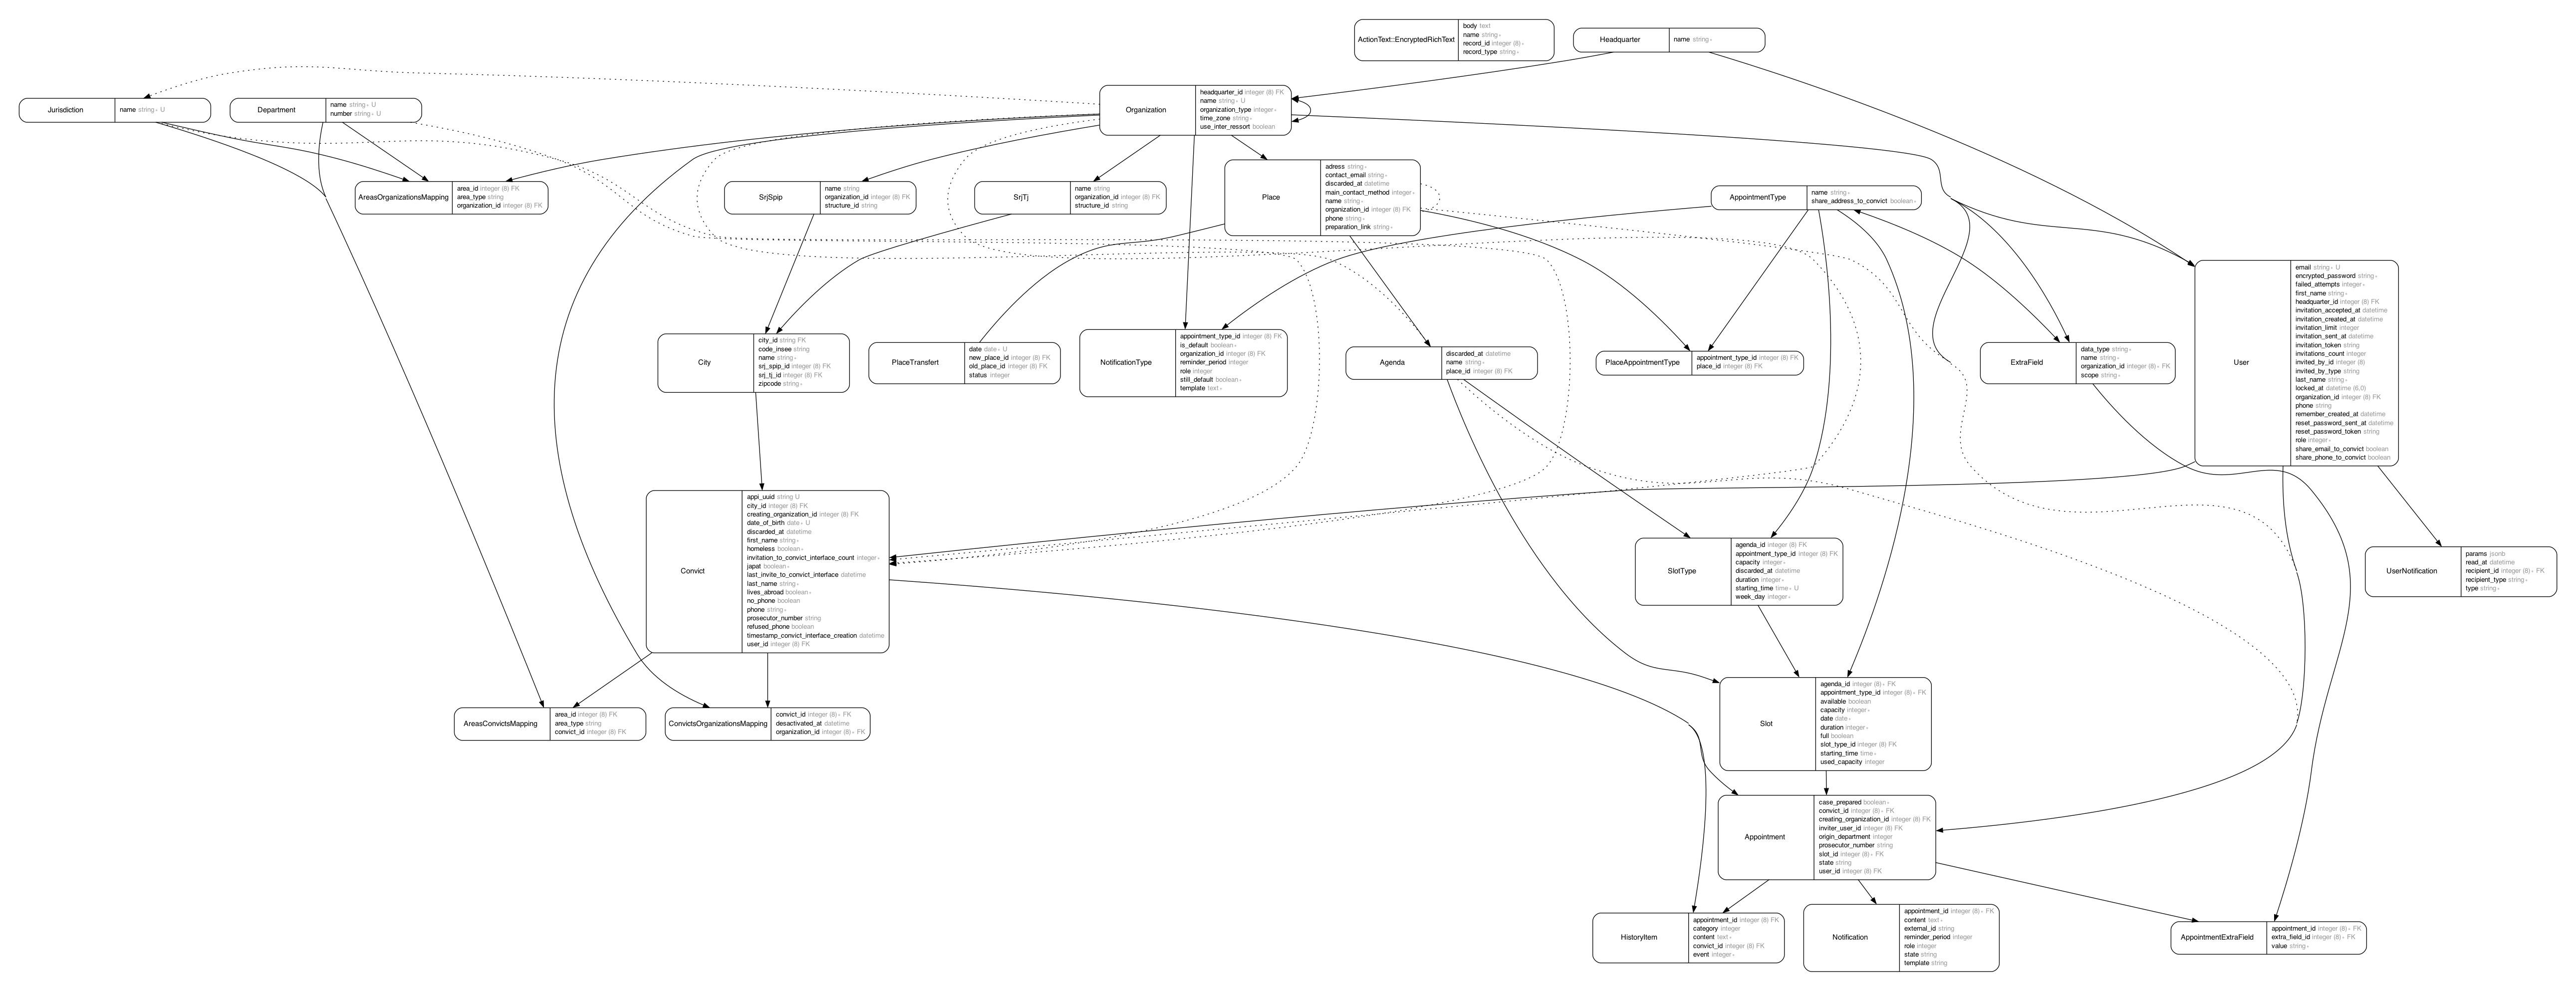 ActionText::EncryptedRichText
body text
name string ∗
record_id integer (8) ∗
record_type string ∗
Headquarter
name string ∗
Jurisdiction
name string ∗ U
Department
name string ∗ U
number string ∗ U
Organization
headquarter_id integer (8) FK
name string ∗ U
organization_type integer ∗
time_zone string ∗
use_inter_ressort boolean
AreasOrganizationsMapping
area_id integer (8) FK
area_type string
organization_id integer (8) FK
SrjSpip
name string
organization_id integer (8) FK
structure_id string
SrjTj
name string
organization_id integer (8) FK
structure_id string
Place
adress string ∗
contact_email string ∗
discarded_at datetime
main_contact_method integer ∗
name string ∗
organization_id integer (8) FK
phone string ∗
preparation_link string ∗
AppointmentType
name string ∗
share_address_to_convict boolean ∗
City
city_id string FK
code_insee string
name string ∗
srj_spip_id integer (8) FK
srj_tj_id integer (8) FK
zipcode string ∗
PlaceTransfert
date date ∗ U
new_place_id integer (8) FK
old_place_id integer (8) FK
status integer
NotificationType
appointment_type_id integer (8) FK
is_default boolean ∗
organization_id integer (8) FK
reminder_period integer
role integer
still_default boolean ∗
template text ∗
Agenda
discarded_at datetime
name string ∗
place_id integer (8) FK
PlaceAppointmentType
appointment_type_id integer (8) FK
place_id integer (8) FK
ExtraField
data_type string ∗
name string ∗
organization_id integer (8) ∗ FK
scope string ∗
User
email string ∗ U
encrypted_password string ∗
failed_attempts integer ∗
first_name string ∗
headquarter_id integer (8) FK
invitation_accepted_at datetime
invitation_created_at datetime
invitation_limit integer
invitation_sent_at datetime
invitation_token string
invitations_count integer
invited_by_id integer (8)
invited_by_type string
last_name string ∗
locked_at datetime (6,0)
organization_id integer (8) FK
phone string
remember_created_at datetime
reset_password_sent_at datetime
reset_password_token string
role integer ∗
share_email_to_convict boolean
share_phone_to_convict boolean
Convict
appi_uuid string U
city_id integer (8) FK
creating_organization_id integer (8) FK
date_of_birth date ∗ U
discarded_at datetime
first_name string ∗
homeless boolean ∗
invitation_to_convict_interface_count integer ∗
japat boolean ∗
last_invite_to_convict_interface datetime
last_name string ∗
lives_abroad boolean ∗
no_phone boolean
phone string ∗
prosecutor_number string
refused_phone boolean
timestamp_convict_interface_creation datetime
user_id integer (8) FK
SlotType
agenda_id integer (8) FK
appointment_type_id integer (8) FK
capacity integer ∗
discarded_at datetime
duration integer ∗
starting_time time ∗ U
week_day integer ∗
UserNotification
params jsonb
read_at datetime
recipient_id integer (8) ∗ FK
recipient_type string ∗
type string ∗
AreasConvictsMapping
area_id integer (8) FK
area_type string
convict_id integer (8) FK
ConvictsOrganizationsMapping
convict_id integer (8) ∗ FK
desactivated_at datetime
organization_id integer (8) ∗ FK
Slot
agenda_id integer (8) ∗ FK
appointment_type_id integer (8) ∗ FK
available boolean
capacity integer ∗
date date ∗
duration integer ∗
full boolean
slot_type_id integer (8) FK
starting_time time ∗
used_capacity integer
Appointment
case_prepared boolean ∗
convict_id integer (8) ∗ FK
creating_organization_id integer (8) FK
inviter_user_id integer (8) FK
origin_department integer
prosecutor_number string
slot_id integer (8) ∗ FK
state string
user_id integer (8) FK
HistoryItem
appointment_id integer (8) FK
category integer
content text ∗
convict_id integer (8) FK
event integer ∗
Notification
appointment_id integer (8) ∗ FK
content text ∗
external_id string
reminder_period integer
role integer
state string
template string
AppointmentExtraField
appointment_id integer (8) ∗ FK
extra_field_id integer (8) ∗ FK
value string ∗